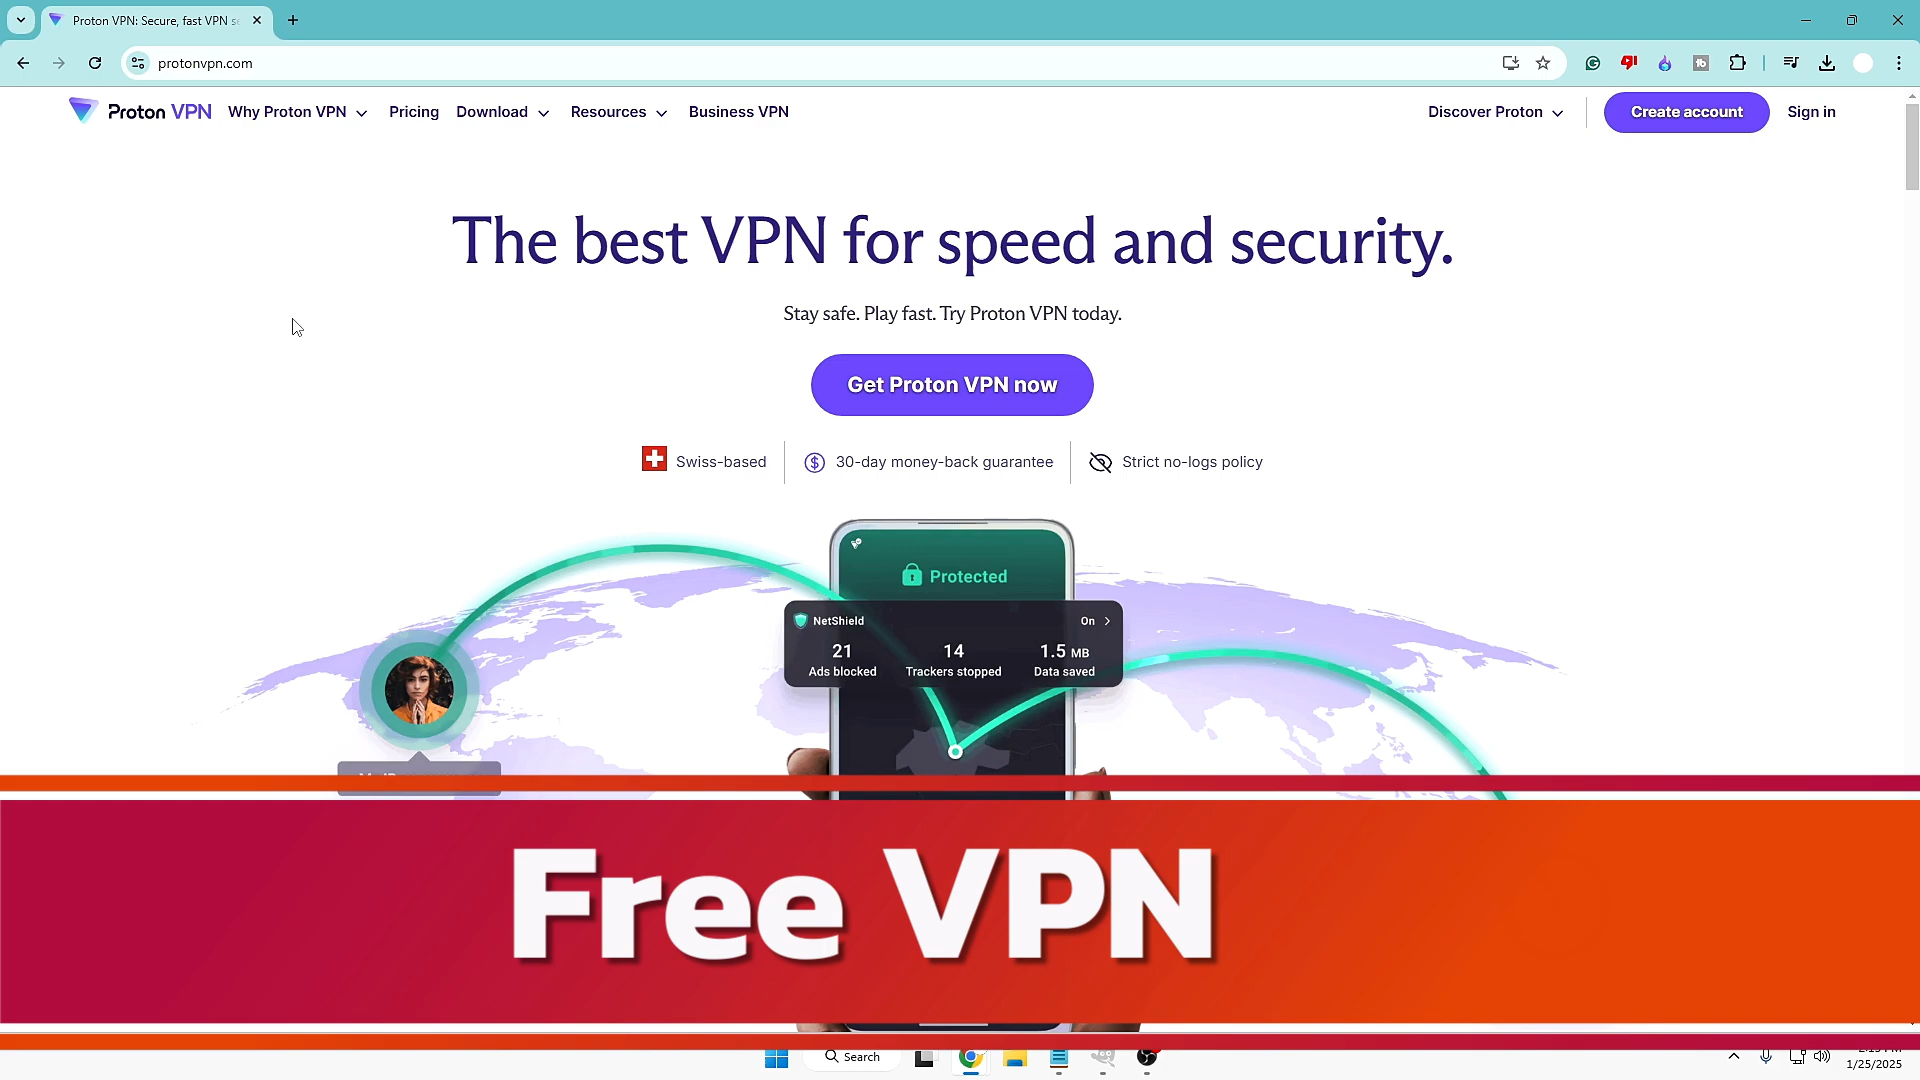 Proton VPN: Secure, fast VPN se
protonvpn.com
Proton VPN
Why Proton VPN
Pricing
Download
Resources
Business VPN
Discover Proton
Create account
Sign in
The best VPN for speed and security.
Stay safe. Play fast. Try Proton VPN today.
Get Proton VPN now
Swiss-based
30-day money-back guarantee
Strict no-logs policy
Protected
NetShield
On
21
14
1.5 MB
Ads blocked
Trackers stopped
Data saved
Free VPN
Search
1/25/2025